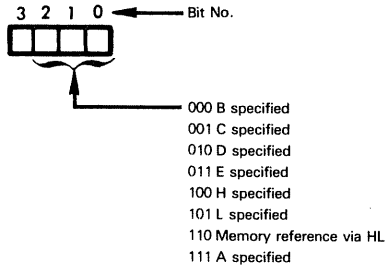 3 2 1 0 Bit No.
000 B specified
001 C specified
010 D specified
011 E specified
100 H specified
101 L specified
110 Memory reference via HL
111 A specified